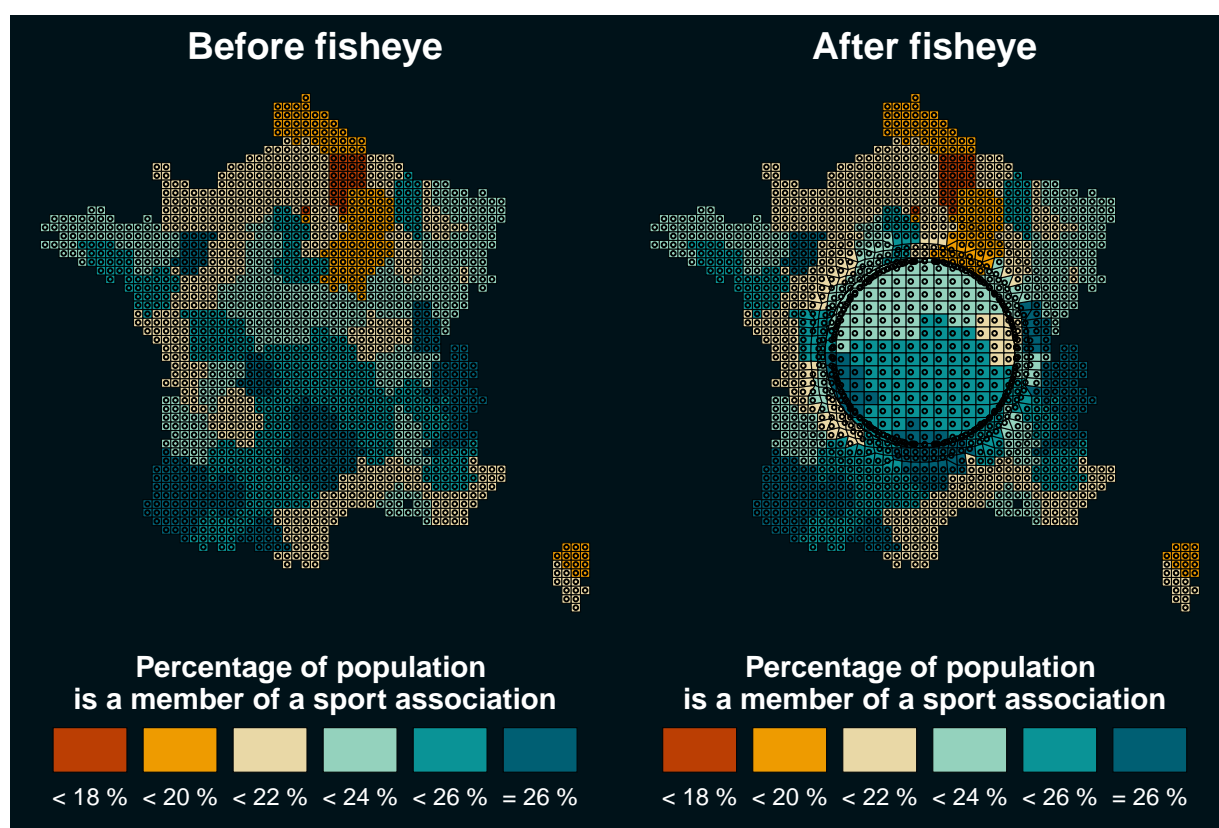 Before fisheye
After fisheye
Percentage of population
is a member of a sport association
< 18 % < 20 % < 22 % < 24 % < 26 % = 26 %
Percentage of population
is a member of a sport association
< 18 % < 20 % < 22 % < 24 % < 26 % = 26 %